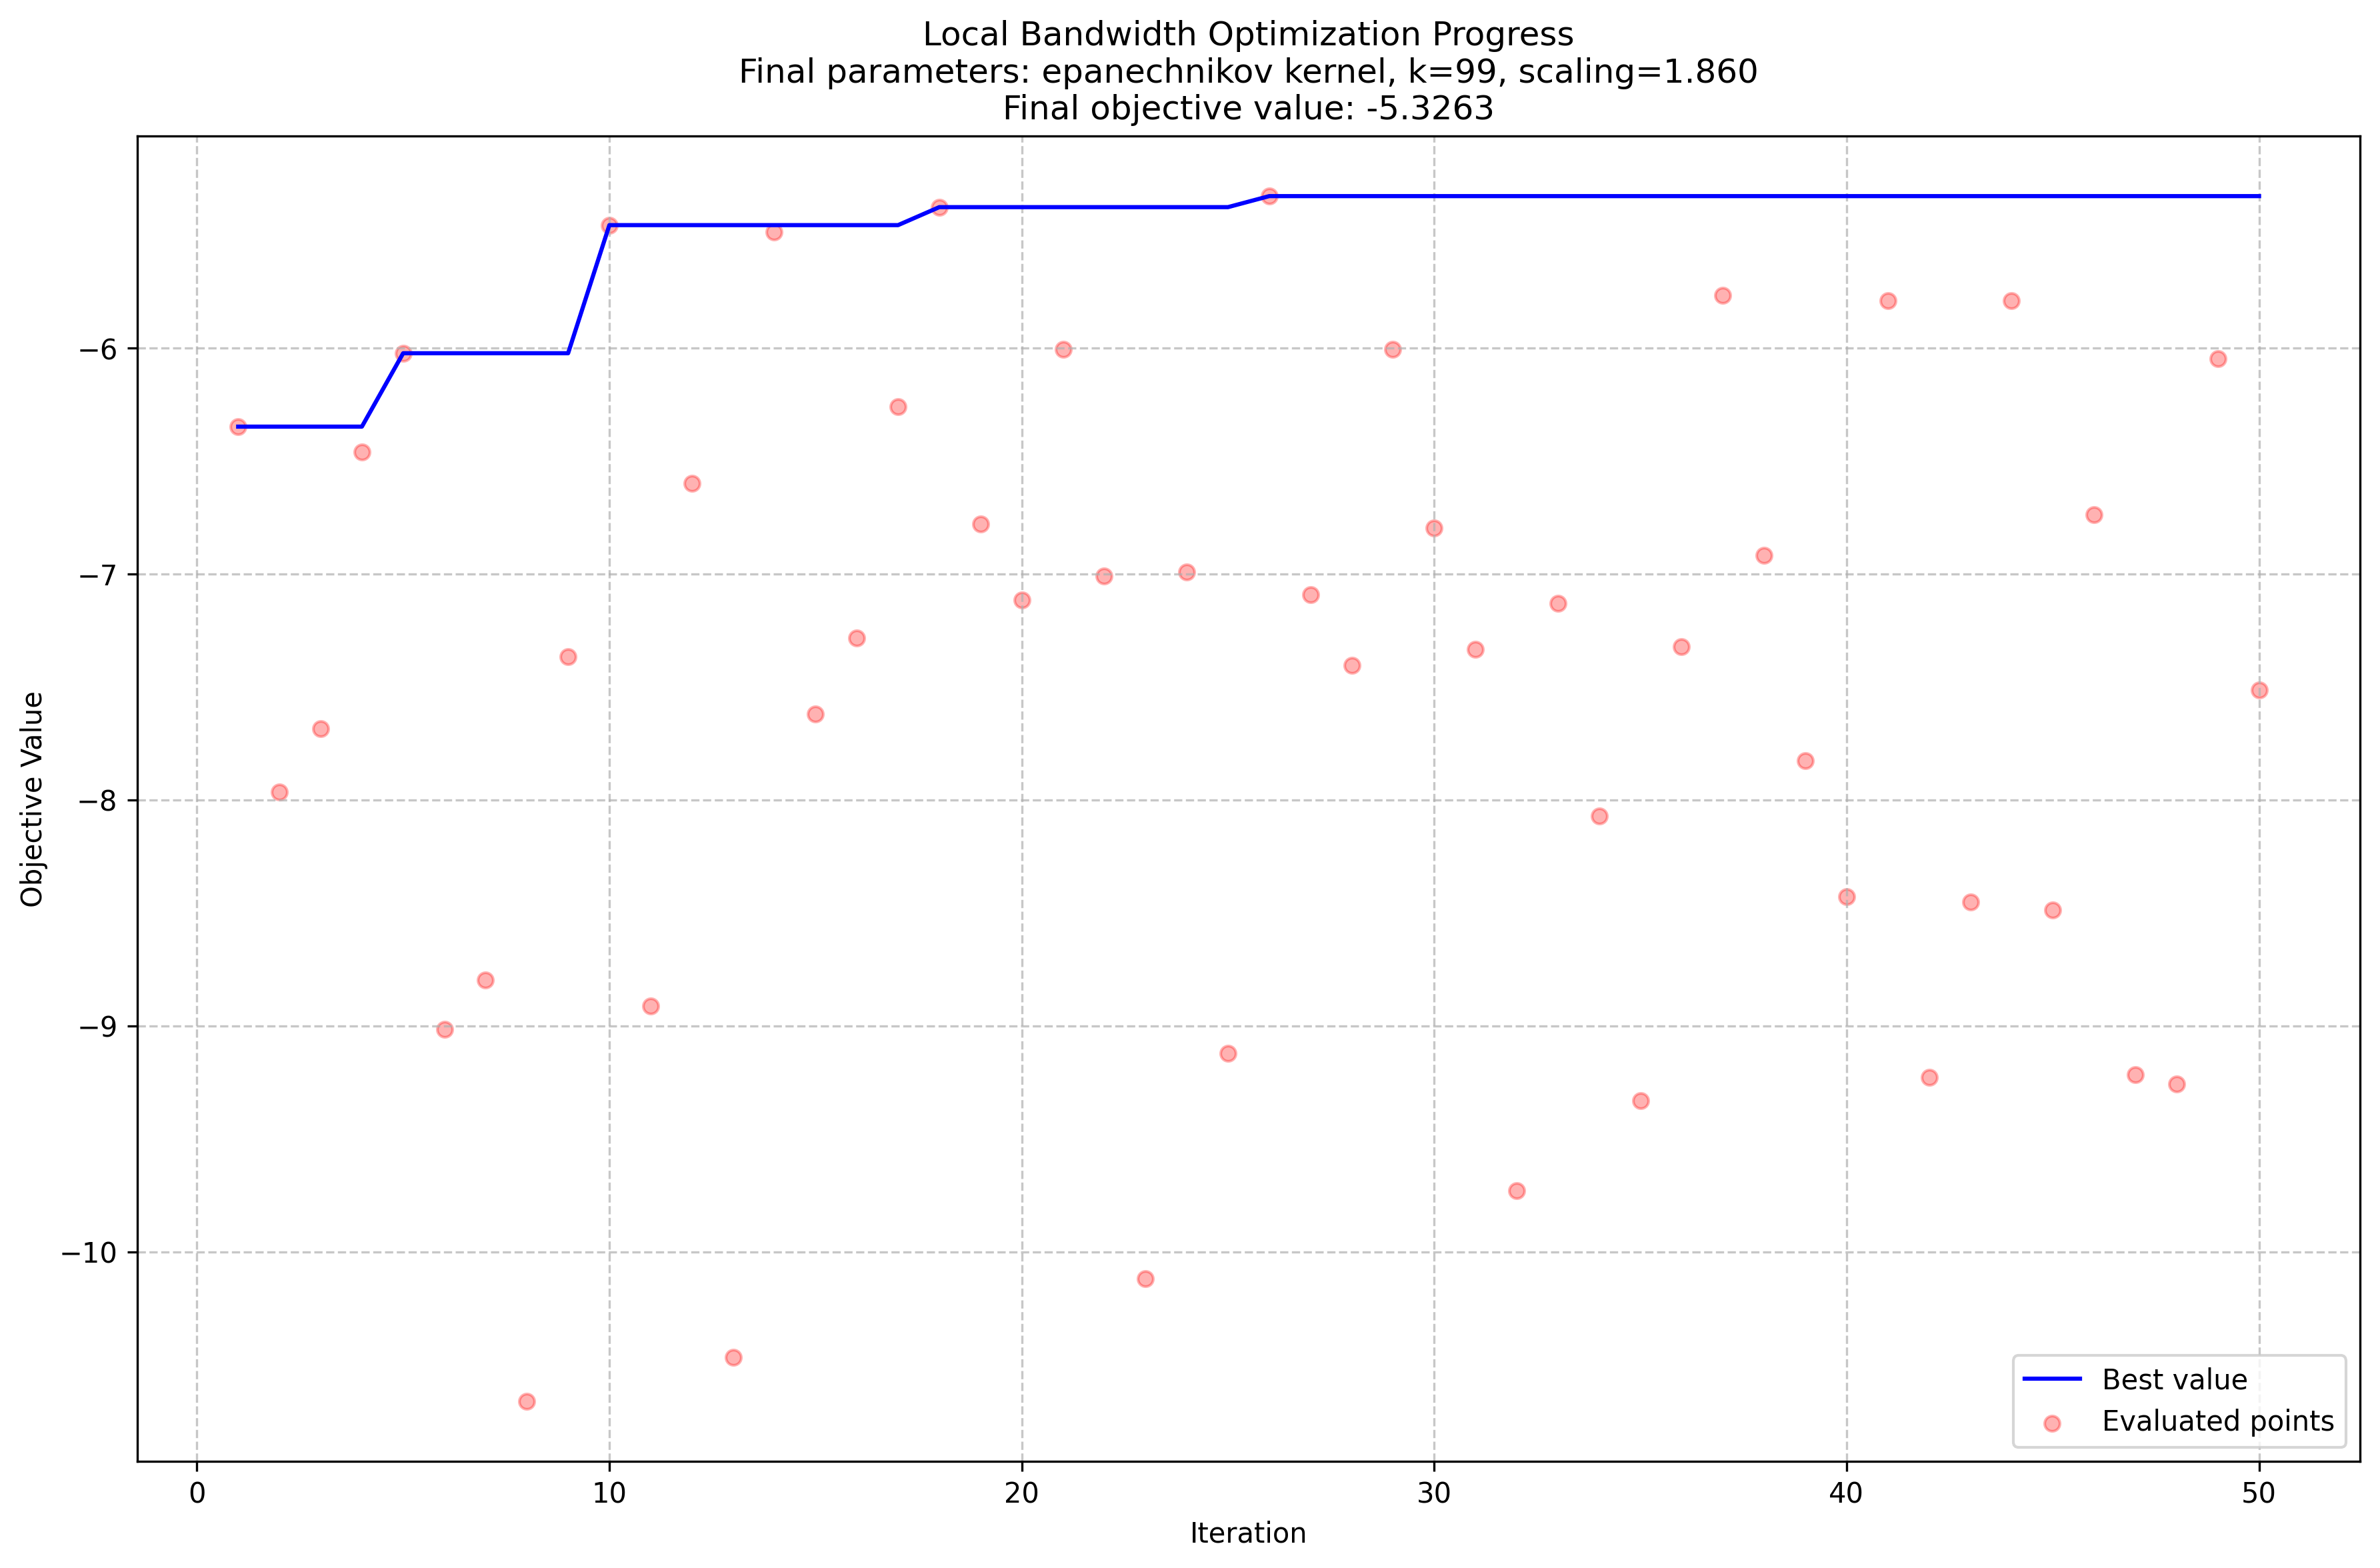 Local Bandwidth Optimization Progress
Final parameters: epanechnikov kernel, k=99, scaling=1.860
Final objective value: -5.3263
Objective Value
−6
−7
−8
−9
−10
0 10 20 30 40 50
Iteration
Best value
Evaluated points